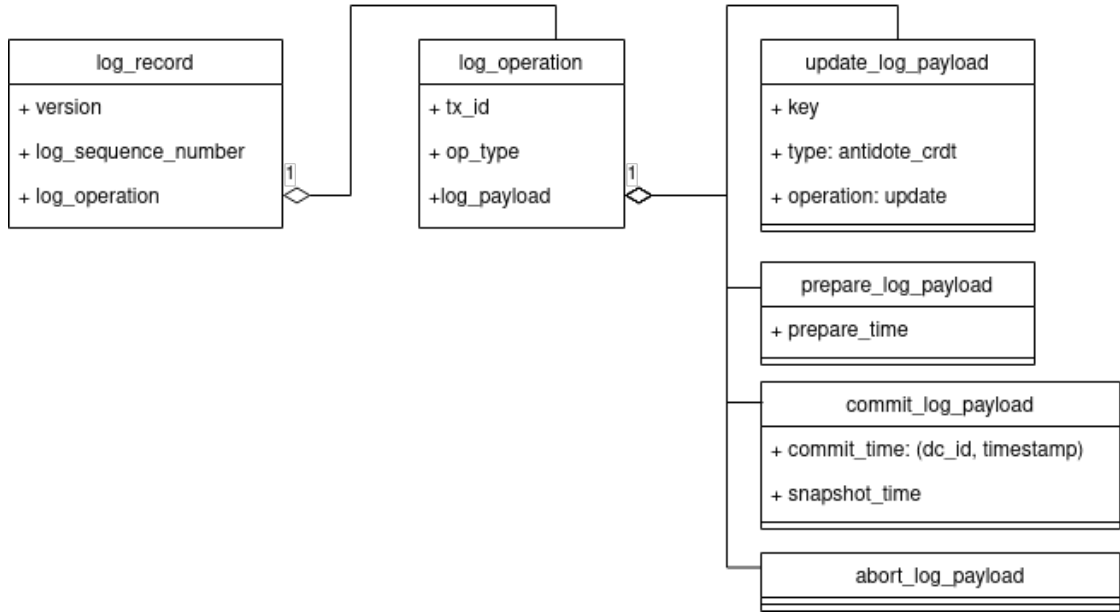 log_record
+ version
+ log_sequence_number
+ log_operation
1
log_operation
+ tx_id
+ op_type
+log_payload
1
update_log_payload
+ key
+ type: antidote_crdt
+ operation: update
prepare_log_payload
+ prepare_time
commit_log_payload
+ commit_time: (dc_id, timestamp)
+ snapshot_time
abort_log_payload